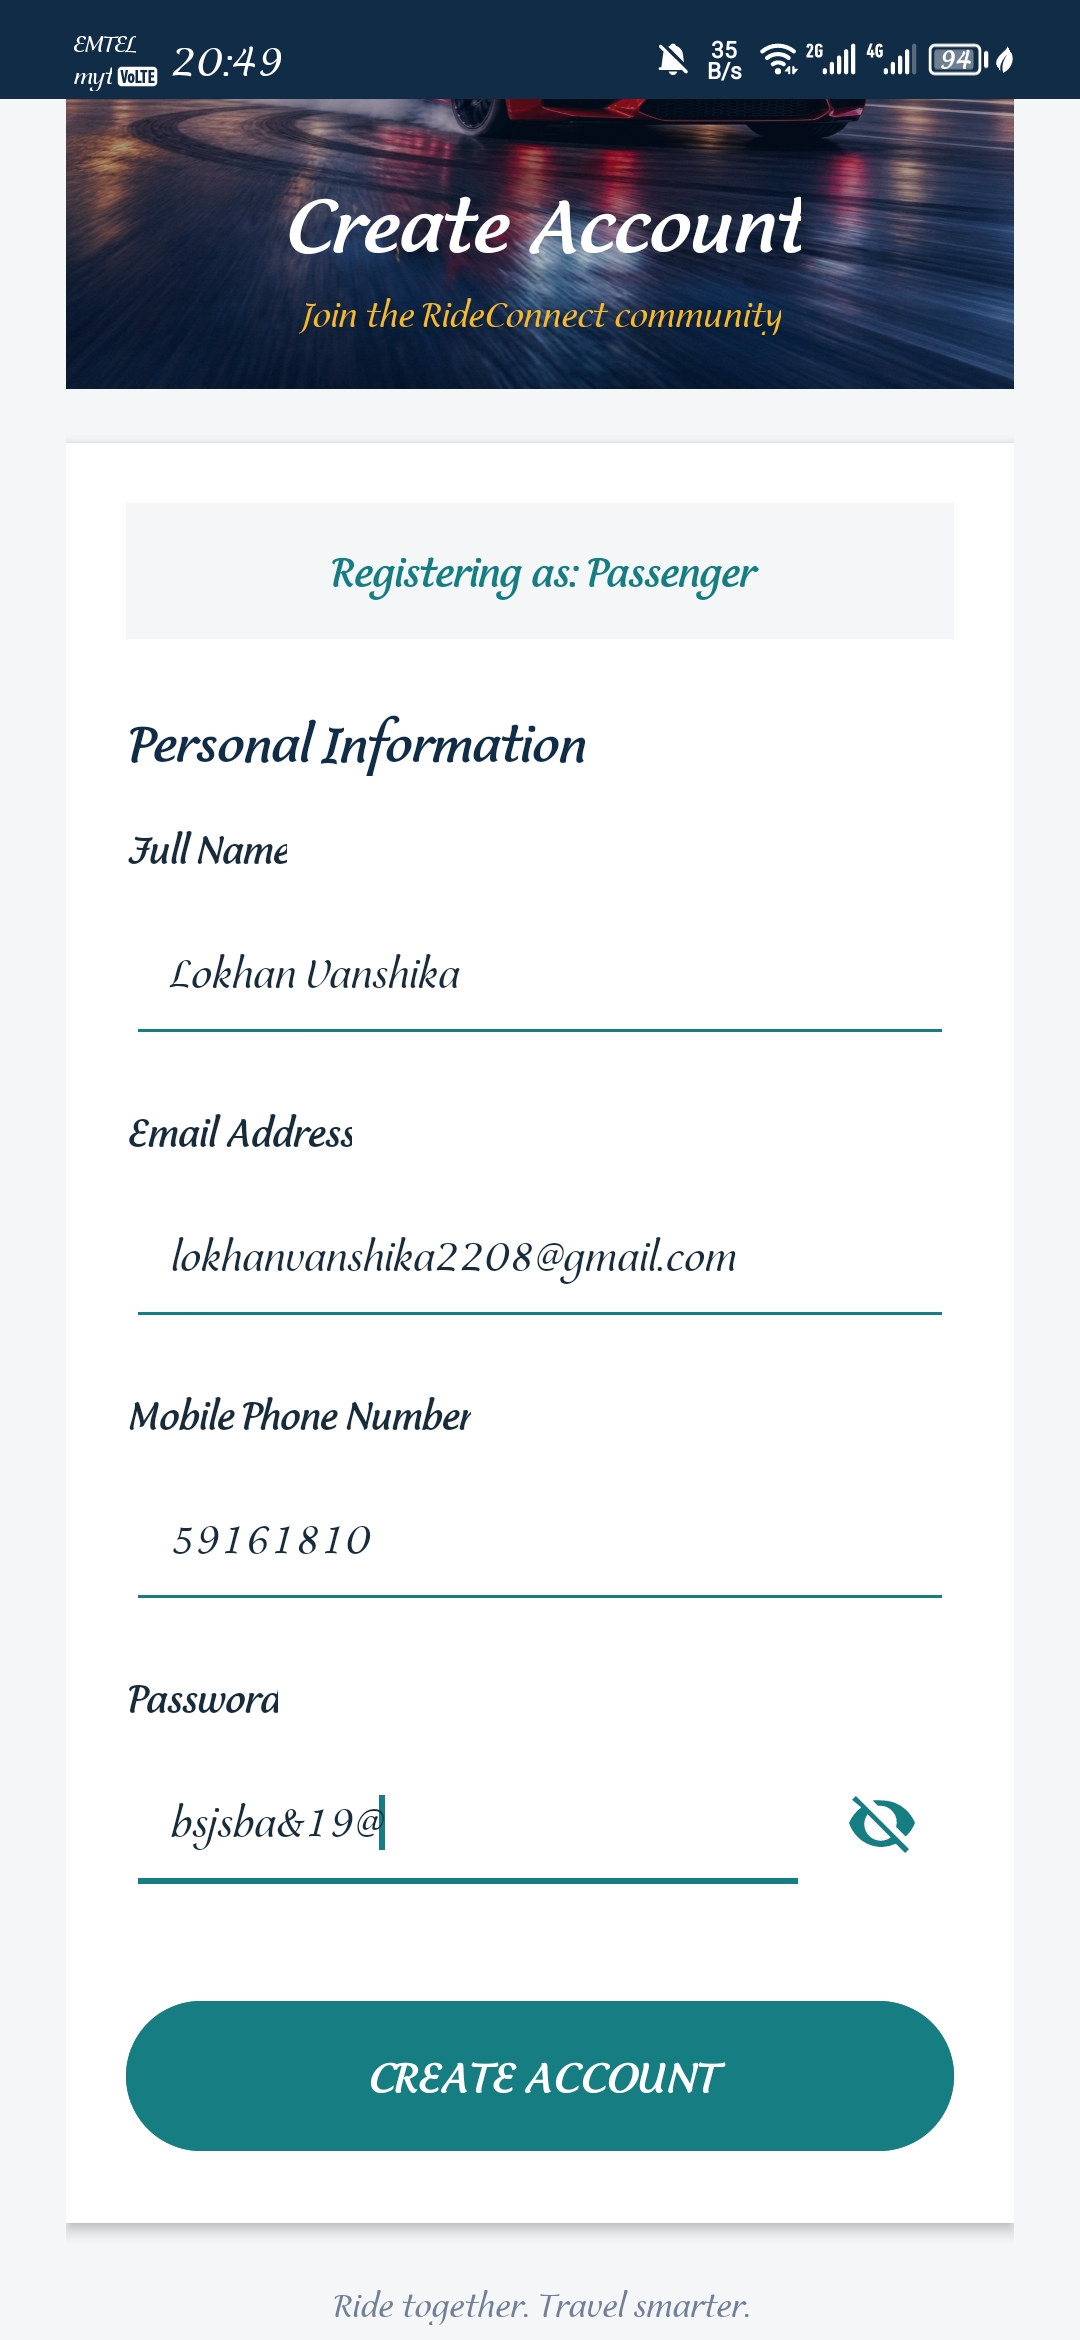 EMTEL
myt VoLTE 20:49 35 B/s 2G 4G 94
Create Account
Join the RideConnect community
Registering as: Passenger
Personal Information
Full Name
Lokhan Vanshika
Email Address
lokhanvanshika2208@gmail.com
Mobile Phone Number
59161810
Password
bsjsba&19@
CREATE ACCOUNT
Ride together. Travel smarter.